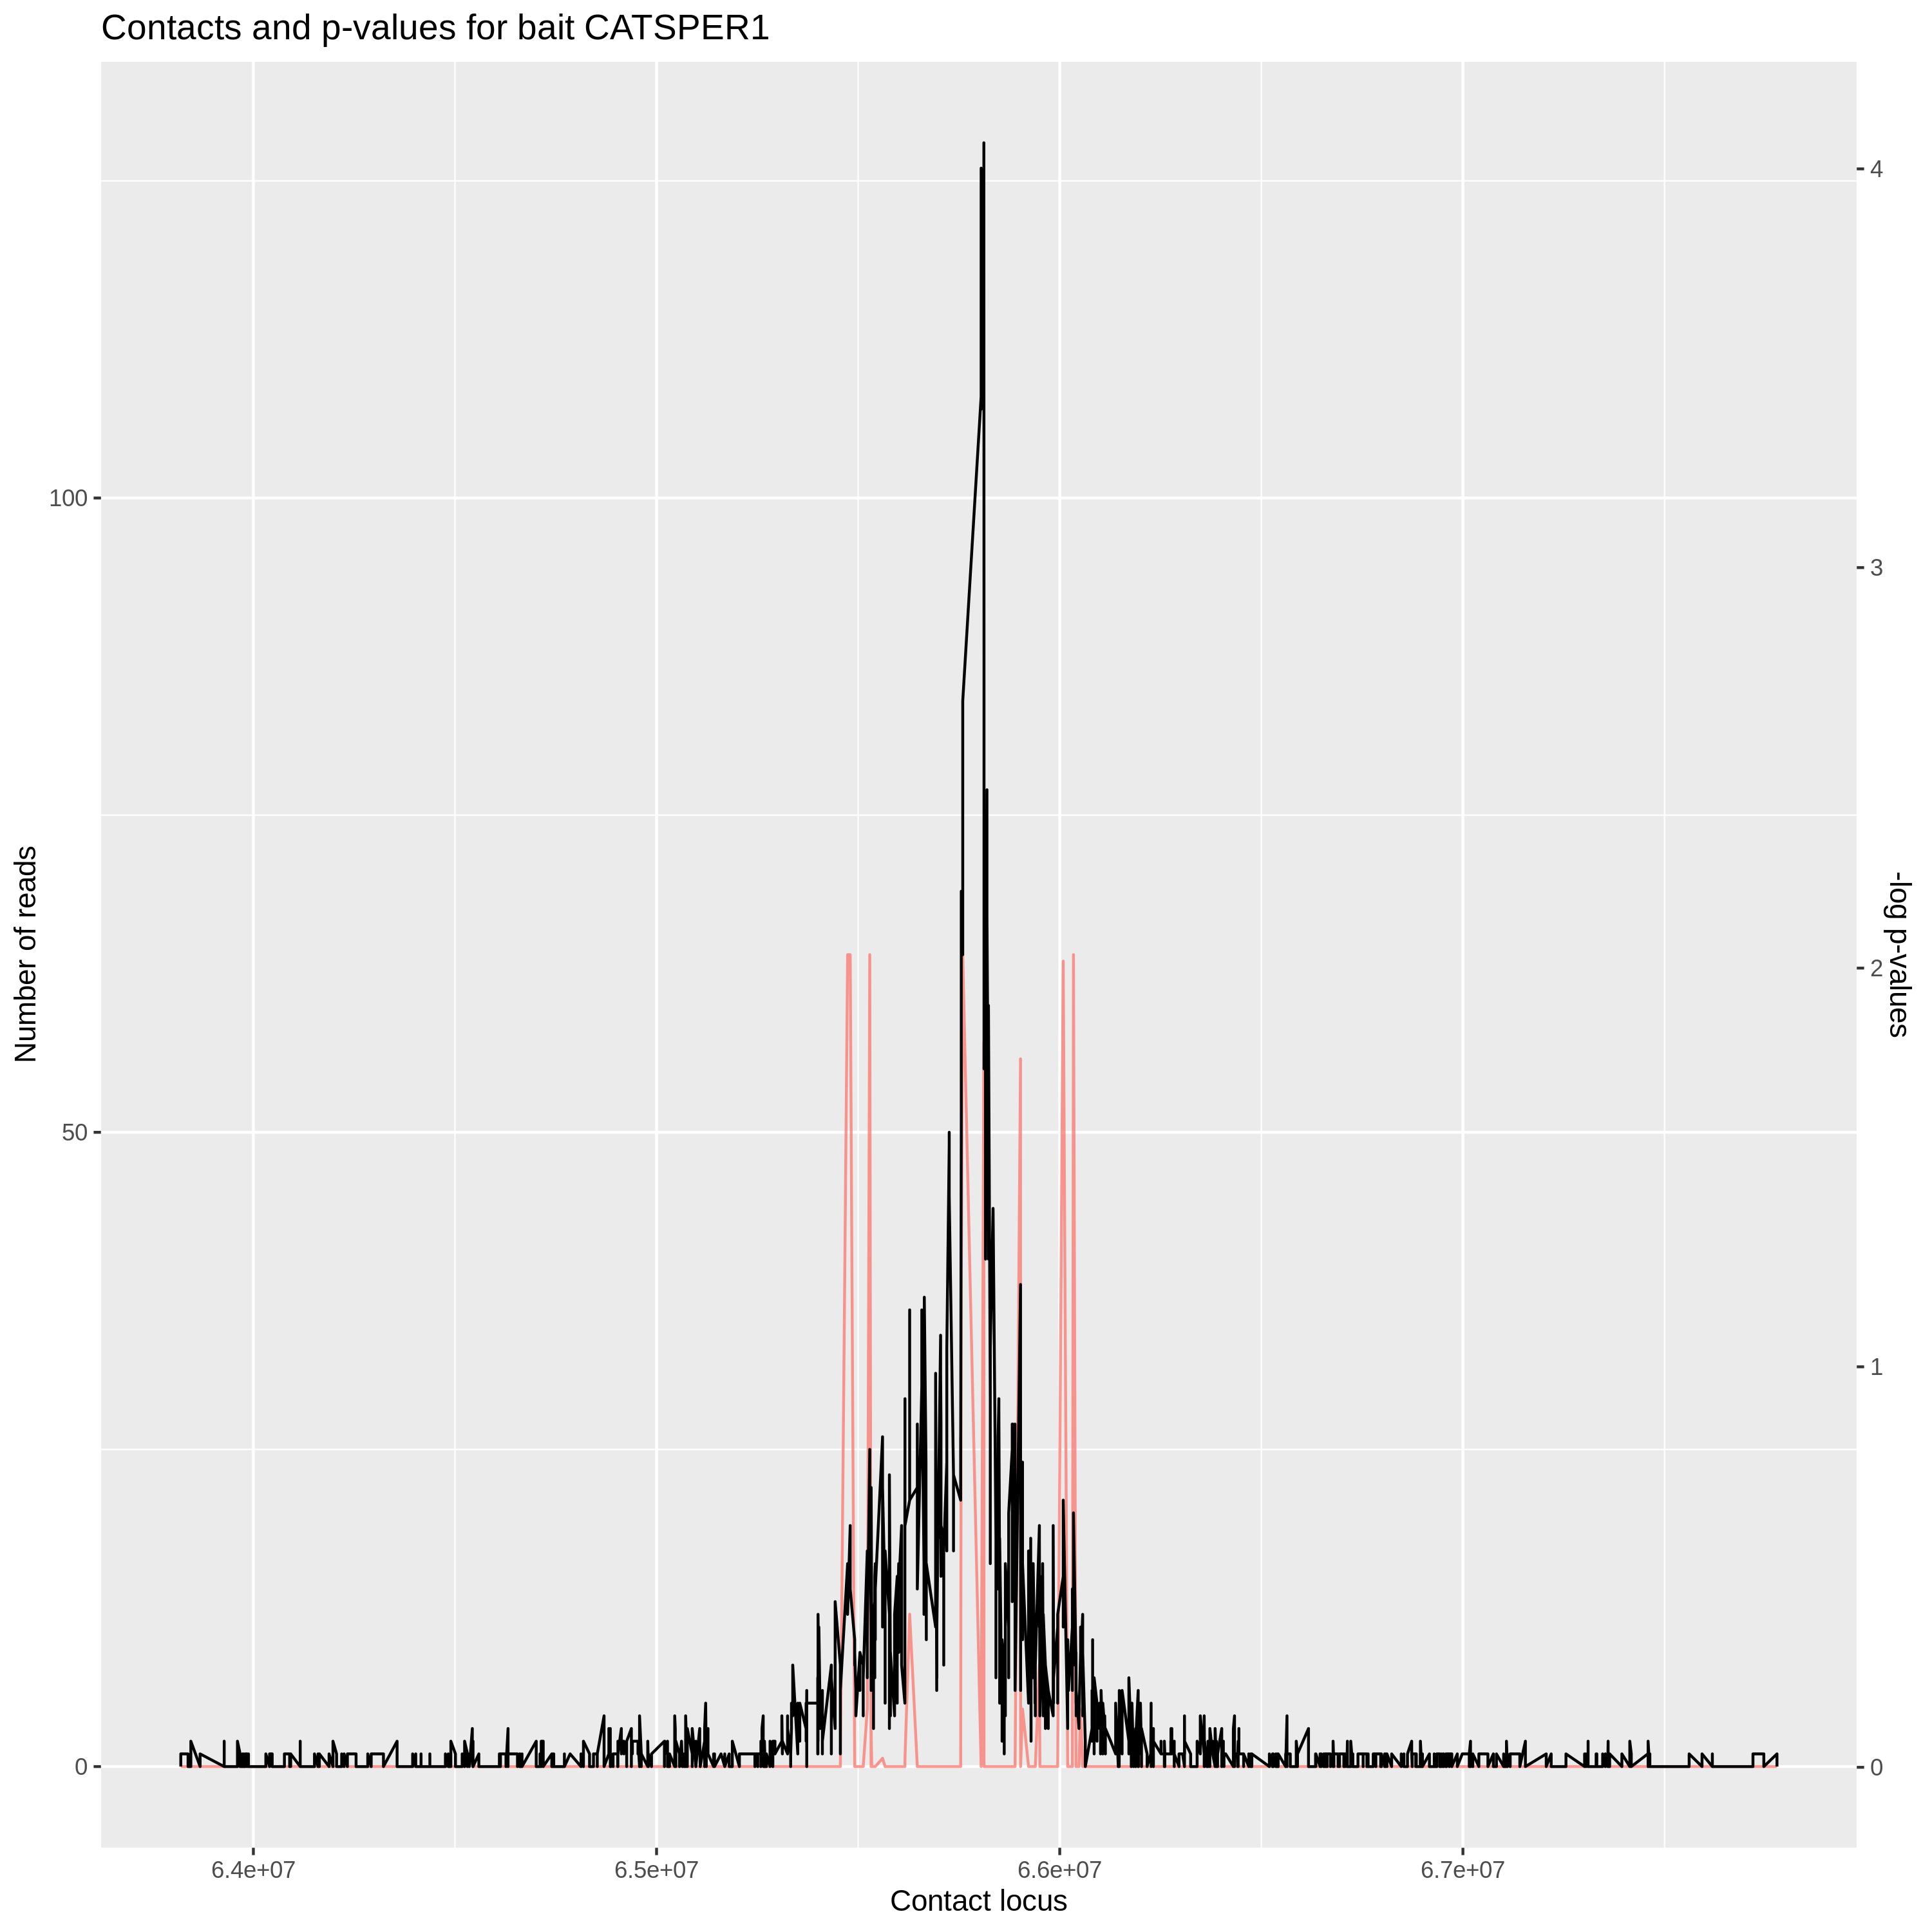 Contacts and p-values for bait CATSPER1
Number of reads
100
50
0
4
3
2
1
0
-log p-values
6.4e+07 6.5e+07 6.6e+07 6.7e+07
Contact locus